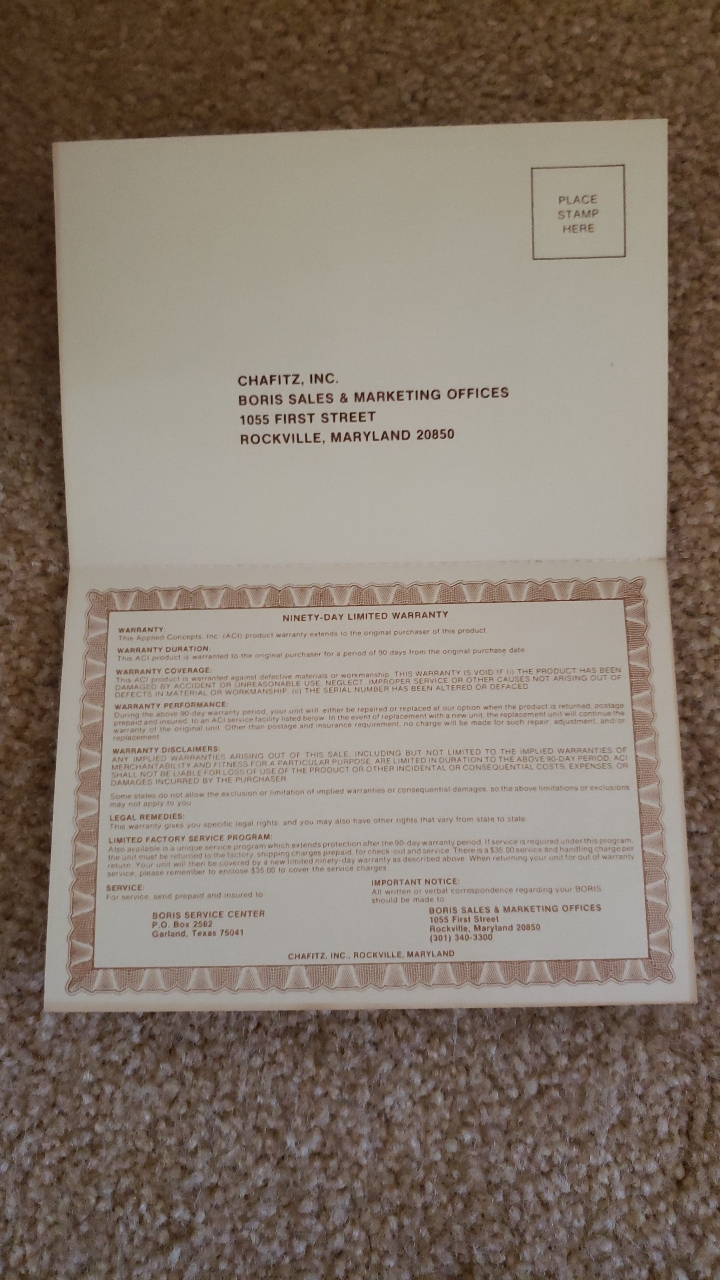 PLACE
STAMP
HERE
CHAFITZ, INC.
BORIS SALES & MARKETING OFFICES
1055 FIRST STREET
ROCKVILLE, MARYLAND 20850
NINETY-DAY LIMITED WARRANTY
WARRANTY:
This Applied Concepts, Inc. (ACI) product warranty extends to the original purchaser of this product.
WARRANTY DURATION:
This ACI product is warranted to the original purchaser for a period of 90 days from the original purchase date.
WARRANTY COVERAGE:
This ACI product is warranted against defective materials or workmanship. THIS WARRANTY IS VOID IF (i) THE PRODUCT HAS BEEN
DAMAGED BY ACCIDENT OR UNREASONABLE USE, NEGLECT, IMPROPER SERVICE OR OTHER CAUSES NOT ARISING OUT OF
DEFECTS IN MATERIAL OR WORKMANSHIP, (ii) THE SERIAL NUMBER HAS BEEN ALTERED OR DEFACED.
WARRANTY PERFORMANCE:
During the above 90-day warranty period, your unit will, either be repaired or replaced at our option when the product is returned, postage
prepaid and insured, to an ACI service facility listed below. In the event of replacement with a new unit, the replacement unit will continue the
warranty of the original unit. Other than postage and insurance requirement, no charge will be made for such repair, adjustment, and/or
replacement.
WARRANTY DISCLAIMERS:
ANY IMPLIED WARRANTIES ARISING OUT OF THIS SALE, INCLUDING BUT NOT LIMITED TO THE IMPLIED WARRANTIES OF
MERCHANTABILITY AND FITNESS FOR A PARTICULAR PURPOSE, ARE LIMITED IN DURATION TO THE ABOVE 90-DAY PERIOD. ACI
SHALL NOT BE LIABLE FOR LOSS OF USE OF THE PRODUCT OR OTHER INCIDENTAL OR CONSEQUENTIAL COSTS, EXPENSES, OR
DAMAGES INCURRED BY THE PURCHASER.
Some states do not allow the exclusion or limitation of implied warranties or consequential damages, so the above limitations or exclusions
may not apply to you.
LEGAL REMEDIES:
This warranty gives you specific legal rights, and you may also have other rights that vary from state to state.
LIMITED FACTORY SERVICE PROGRAM:
Also available is a unique service program which extends protection after the 90-day warranty period. If service is required under this program,
the unit must be returned to the factory, shipping charges prepaid, for check-out and service. There is a $35.00 service and handling charge per
return. Your unit will then be covered by a new limited ninety-day warranty as described above. When returning your unit for out of warranty
service, please remember to enclose $35.00 to cover the service charges.
SERVICE:
For service, send prepaid and insured to:
BORIS SERVICE CENTER
P.O. Box 2562
Garland, Texas 75041
IMPORTANT NOTICE:
All written or verbal correspondence regarding your BORIS
should be made to:
BORIS SALES & MARKETING OFFICES
1055 First Street
Rockville, Maryland 20850
(301) 340-3300
CHAFITZ, INC., ROCKVILLE, MARYLAND